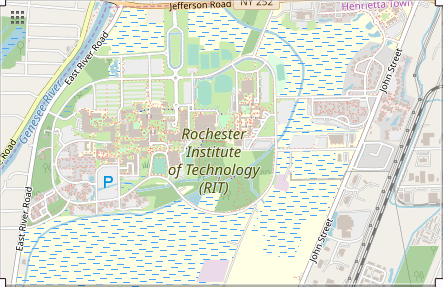 Jefferson Road
NY 252
Henrietta Town
East River Road
Genesee River
John Street
Road
Rochester
Institute
of Technology
(RIT)
P
East River Road
John Street